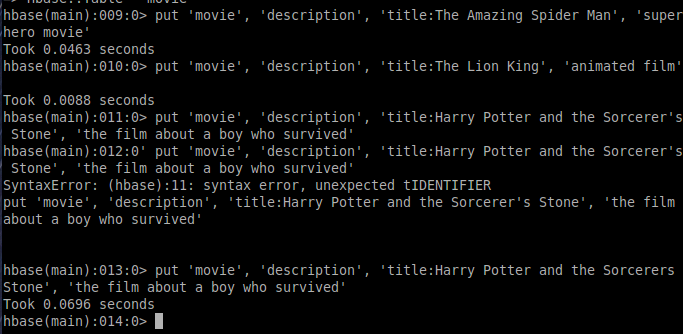 => Hbase::Table - movie
hbase(main):009:0> put 'movie', 'description', 'title:The Amazing Spider Man', 'super
hero movie'
Took 0.0463 seconds
hbase(main):010:0> put 'movie', 'description', 'title:The Lion King', 'animated film'
Took 0.0088 seconds
hbase(main):011:0> put 'movie', 'description', 'title:Harry Potter and the Sorcerer's
Stone', 'the film about a boy who survived'
hbase(main):012:0' put 'movie', 'description', 'title:Harry Potter and the Sorcerer's
Stone', 'the film about a boy who survived'
SyntaxError: (hbase):11: syntax error, unexpected tIDENTIFIER
put 'movie', 'description', 'title:Harry Potter and the Sorcerer's Stone', 'the film
about a boy who survived'
hbase(main):013:0> put 'movie', 'description', 'title:Harry Potter and the Sorcerers
Stone', 'the film about a boy who survived'
Took 0.0696 seconds
hbase(main):014:0>